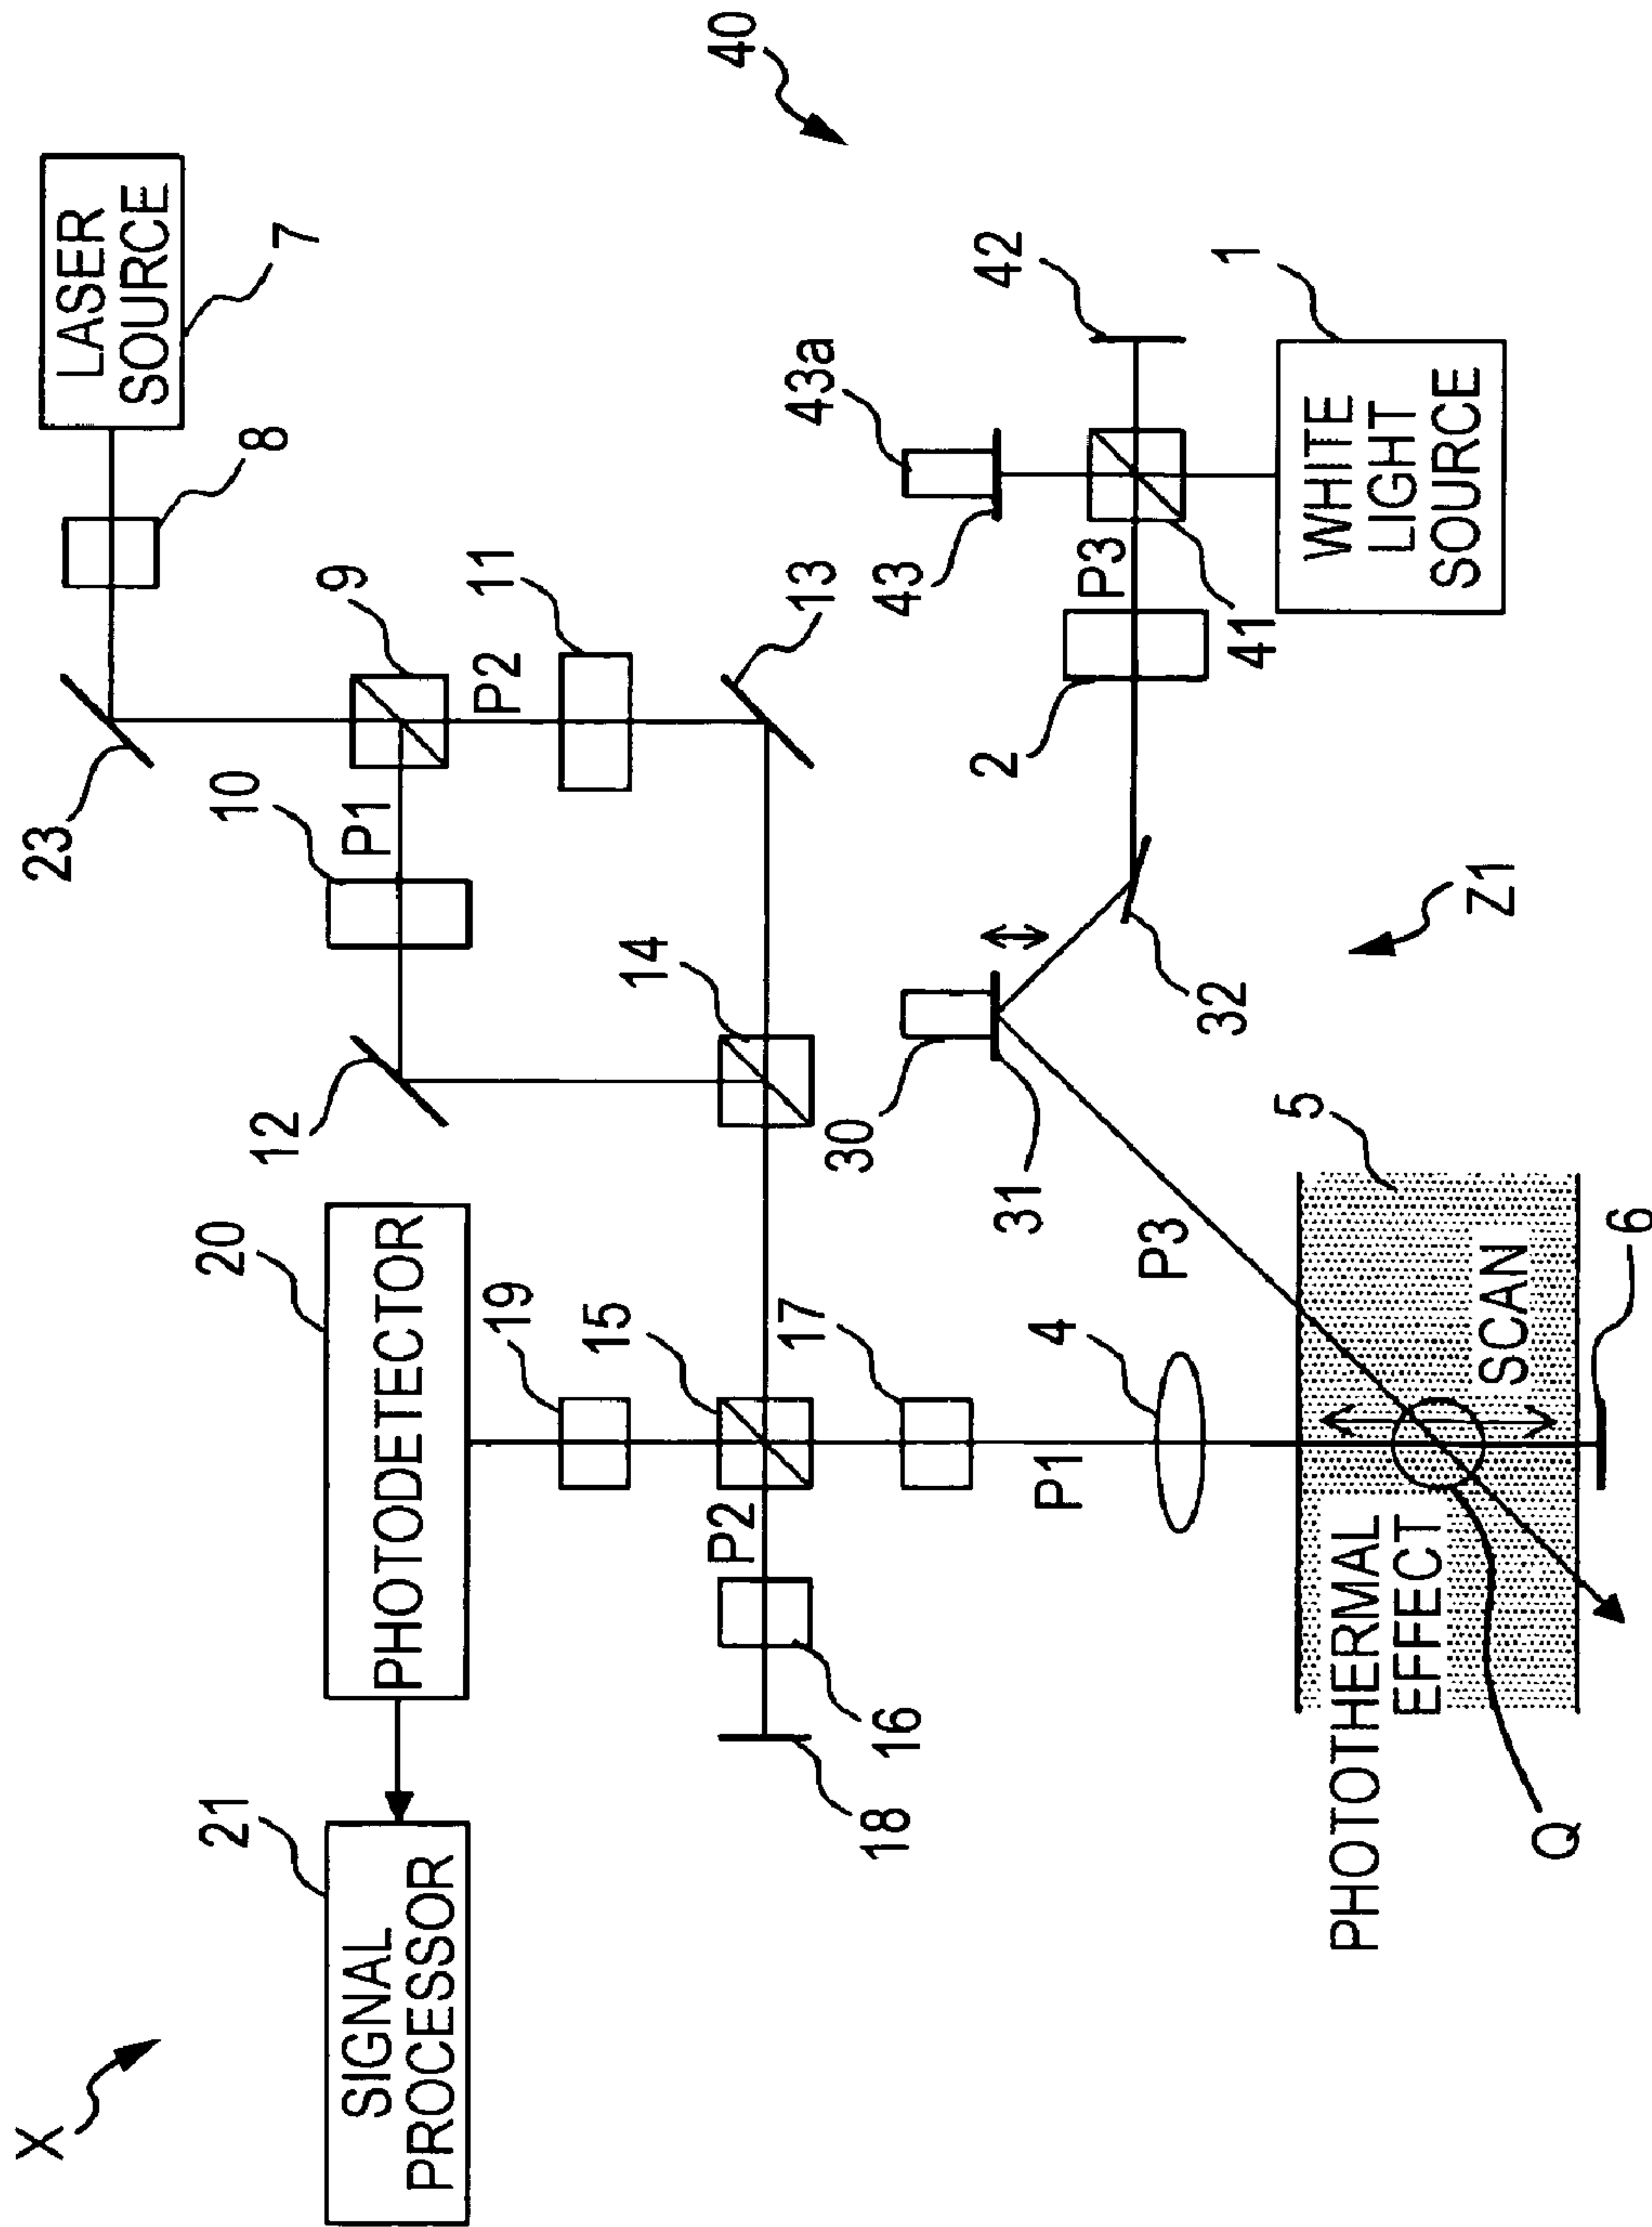 X
40
LASER
SOURCE
7
8
23
9
P1
P2
10
11
13
12
14
SIGNAL
PROCESSOR
21
PHOTODETECTOR
20
19
15
P2
16
18
17
P1
4
30
31
32
P3
2
P3
43
43a
41
42
WHITE
LIGHT
SOURCE
1
Z1
PHOTOTHERMAL
EFFECT
SCAN
5
6
Q